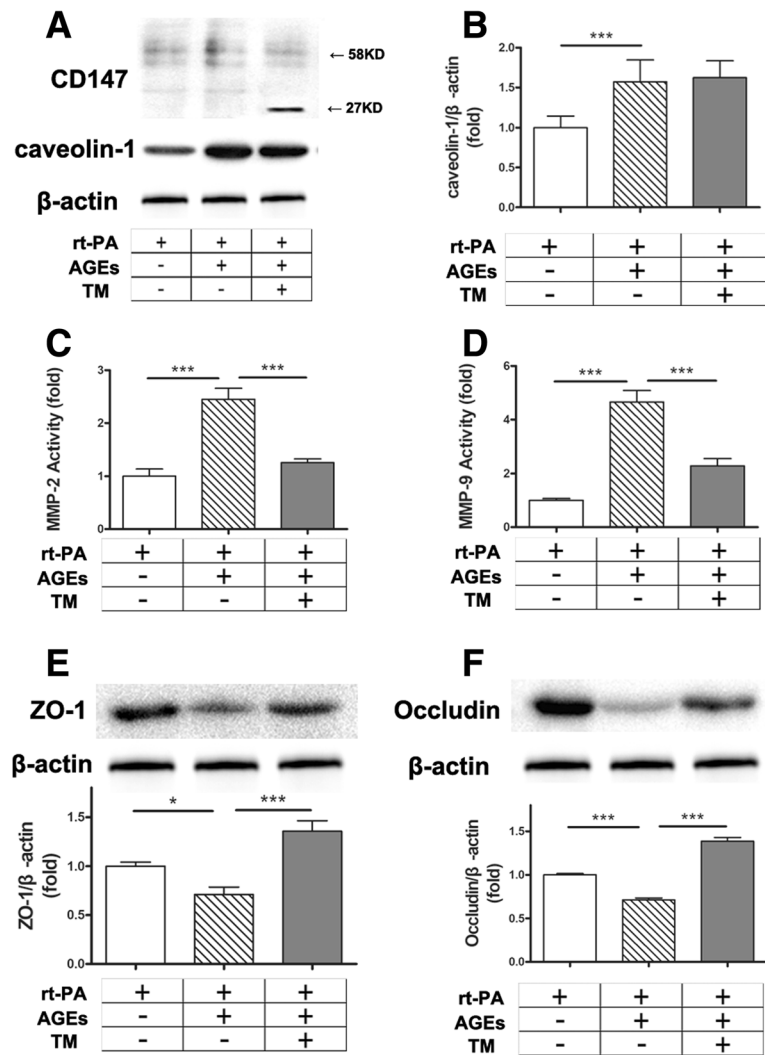 A
CD147
← 58KD
← 27KD
caveolin-1
β-actin
rt-PA + + +
AGEs - + +
TM - - +
B
caveolin-1/β -actin
(fold)
2.0
1.5
1.0
0.5
0.0
***
rt-PA + + +
AGEs - + +
TM - - +
C
MMP-2 Activity (fold)
3
2
1
0
*** ***
rt-PA + + +
AGEs - + +
TM - - +
D
MMP-9 Activity (fold)
6
4
2
0
*** ***
rt-PA + + +
AGEs - + +
TM - - +
E
ZO-1
β-actin
ZO-1/β -actin
(fold)
1.5
1.0
0.5
0.0
* ***
rt-PA + + +
AGEs - + +
TM - - +
F
Occludin
β-actin
Occludin/β -actin
(fold)
1.5
1.0
0.5
0.0
*** ***
rt-PA + + +
AGEs - + +
TM - - +